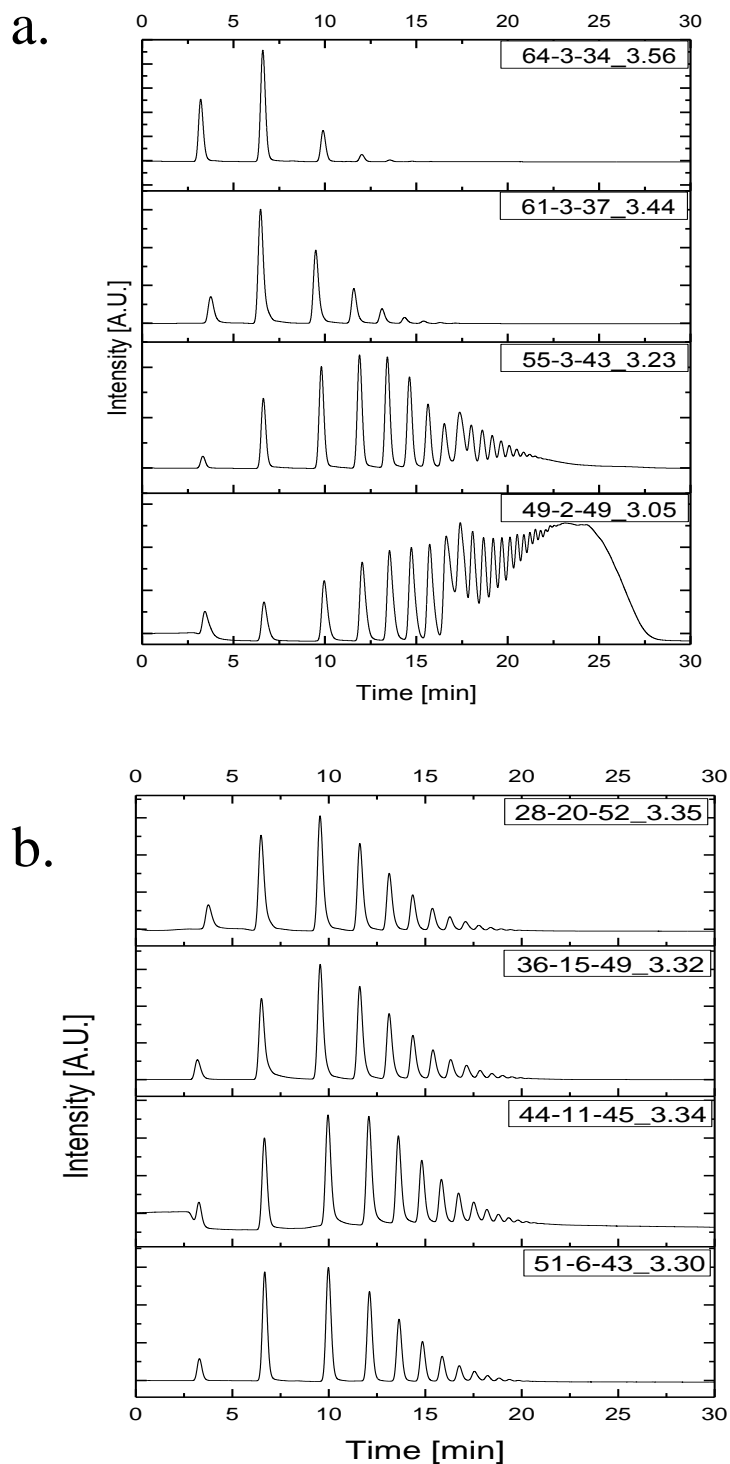 a.
0 5 10 15 20 25 30
64-3-34_3.56
61-3-37_3.44
55-3-43_3.23
49-2-49_3.05
Intensity [A.U.]
0 5 10 15 20 25 30
Time [min]
b.
0 5 10 15 20 25 30
28-20-52_3.35
36-15-49_3.32
44-11-45_3.34
51-6-43_3.30
Intensity [A.U.]
0 5 10 15 20 25 30
Time [min]